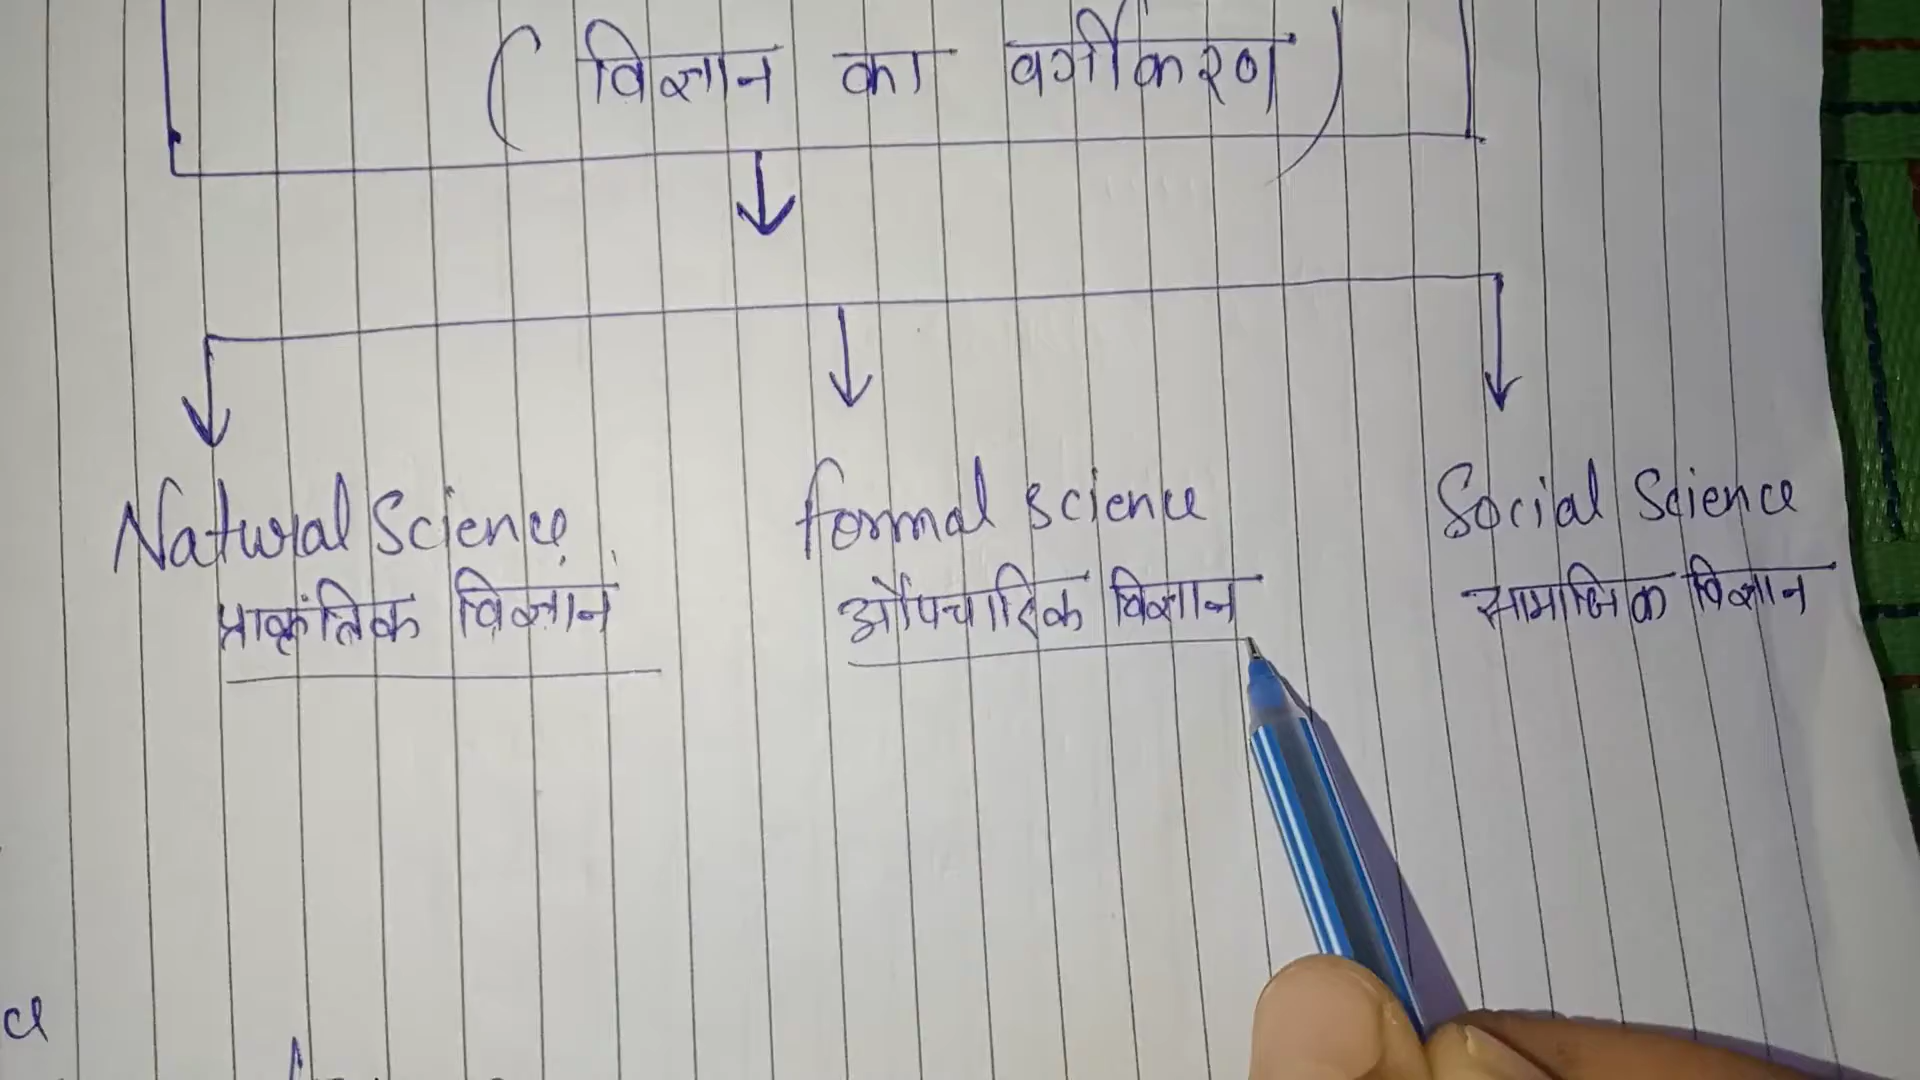 (विज्ञान का वर्गीकरण)
Natural Science
प्राकृंतिक विज्ञान
formal science
औपचारिक विज्ञान
Social Science
सामाजिक विज्ञान